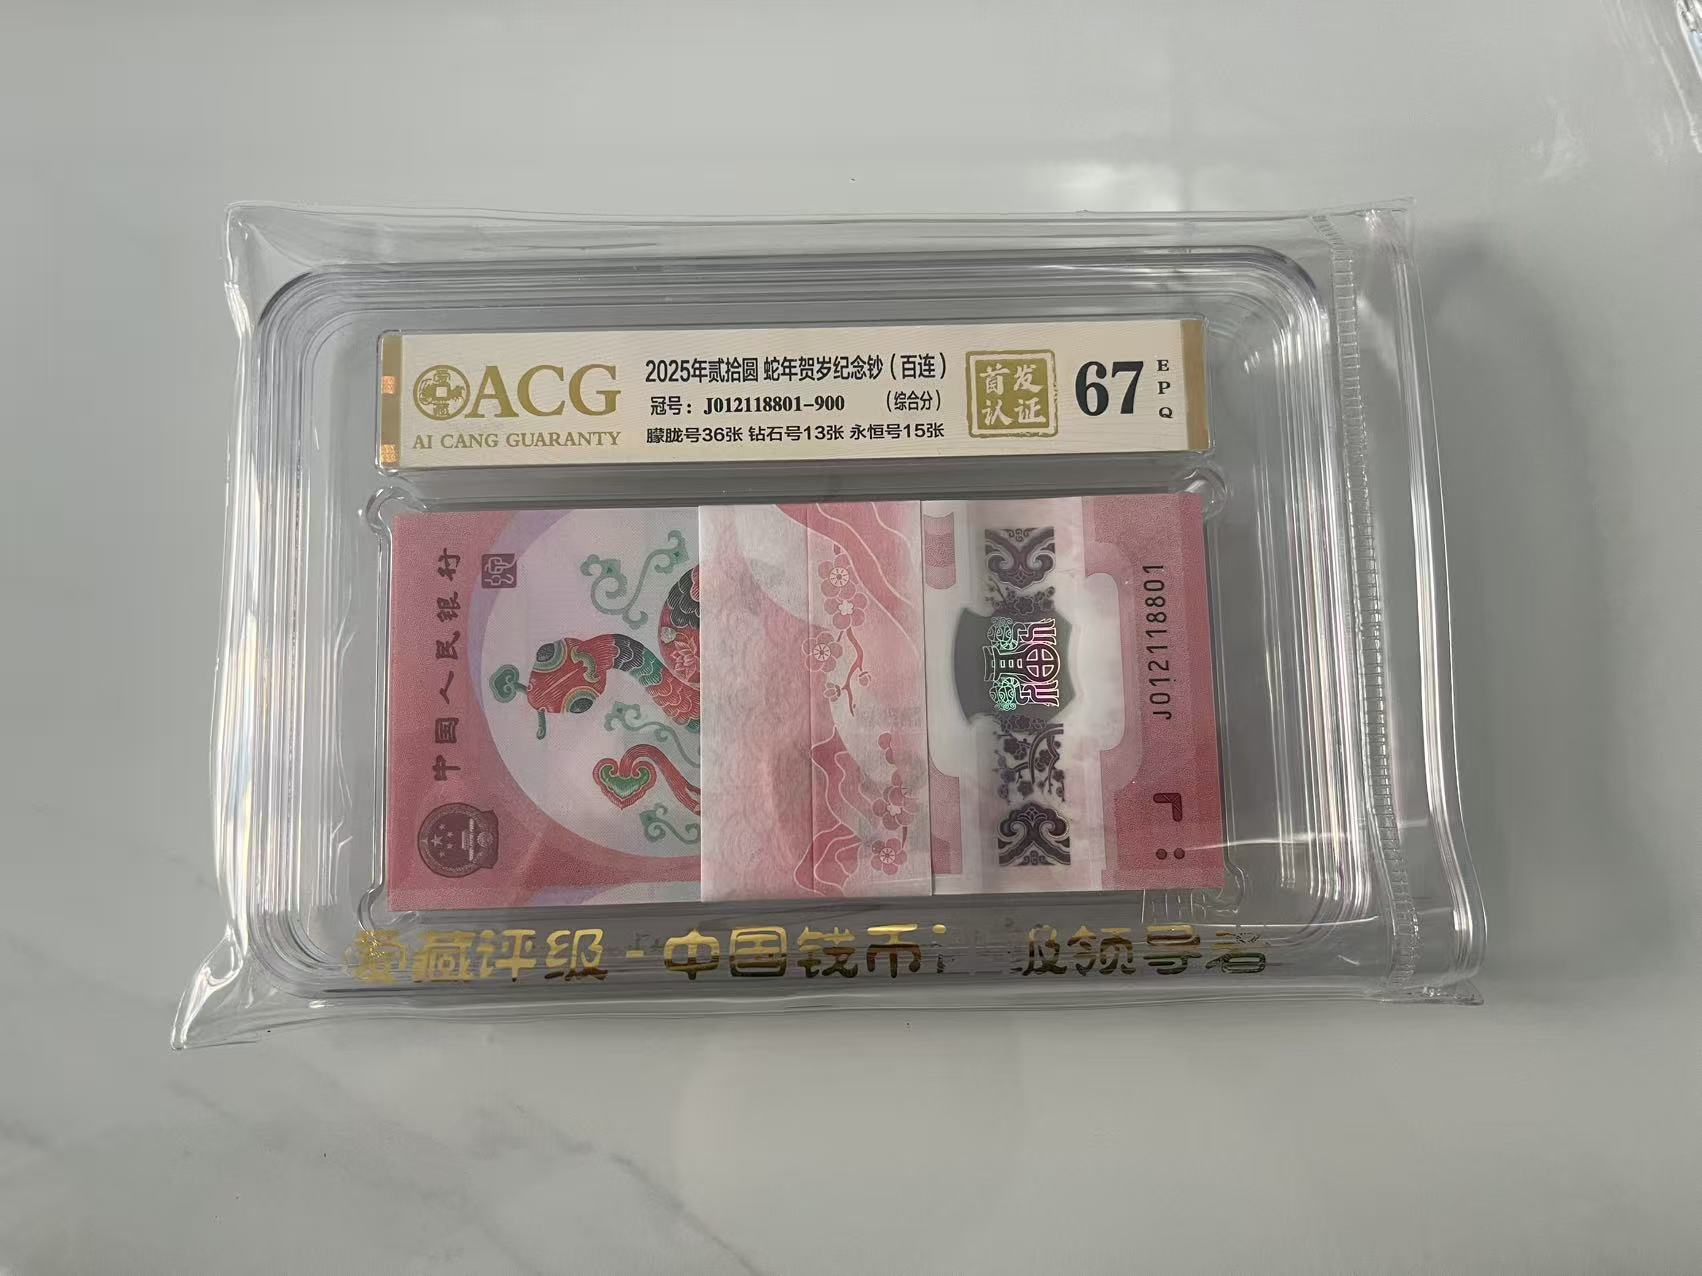 ACG
AI CANG GUARANTY
2025年贰拾圆 蛇年贺岁纪念钞（百连）
冠号：J012118801-900 （综合分）
朦胧号36张 钻石号13张 永恒号15张
首发
认证
67
EPQ
中国人民银行
J012118801
爱藏评级-中国钱币 级领导者